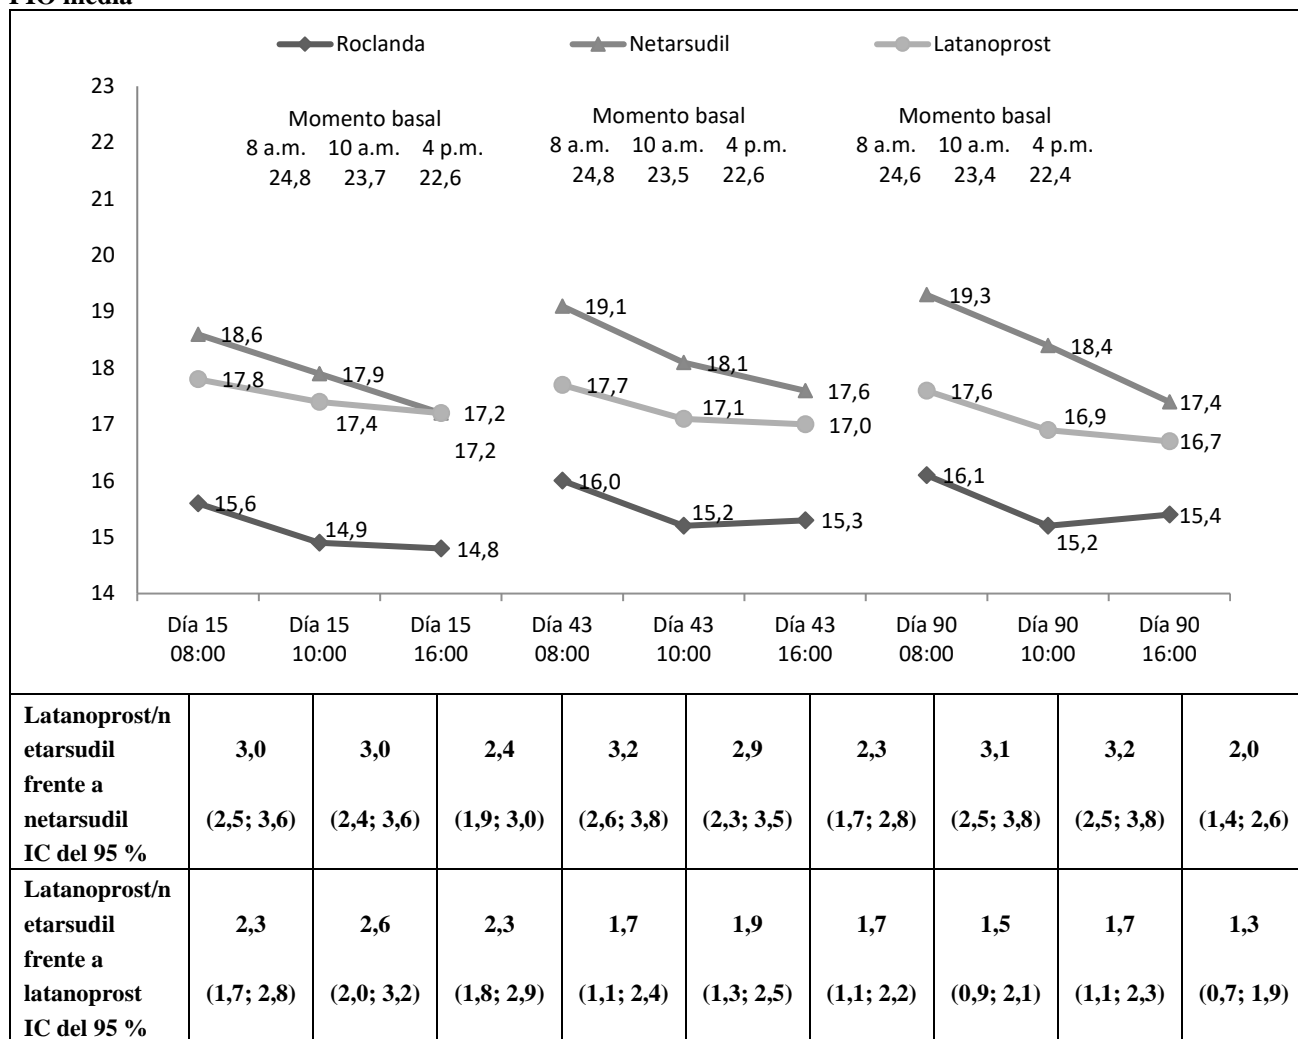 PIO media
Roclanda Netarsudil Latanoprost
23
22
21
20
19
18
17
16
15
14
Momento basal
8 a.m. 10 a.m. 4 p.m.
24,8 23,7 22,6
Momento basal
8 a.m. 10 a.m. 4 p.m.
24,8 23,5 22,6
Momento basal
8 a.m. 10 a.m. 4 p.m.
24,6 23,4 22,4
18,6 17,9 17,2
17,8 17,4 17,2
15,6 14,9 14,8
19,1 18,1 17,6
17,7 17,1 17,0
16,0 15,2 15,3
19,3 18,4 17,4
17,6 16,9 16,7
16,1 15,2 15,4
Día 15 Día 15 Día 15 Día 43 Día 43 Día 43 Día 90 Día 90 Día 90
08:00 10:00 16:00 08:00 10:00 16:00 08:00 10:00 16:00
Latanoprost/n
etarsudil 3,0 3,0 2,4 3,2 2,9 2,3 3,1 3,2 2,0
frente a
netarsudil (2,5; 3,6) (2,4; 3,6) (1,9; 3,0) (2,6; 3,8) (2,3; 3,5) (1,7; 2,8) (2,5; 3,8) (2,5; 3,8) (1,4; 2,6)
IC del 95 %
Latanoprost/n
etarsudil 2,3 2,6 2,3 1,7 1,9 1,7 1,5 1,7 1,3
frente a
latanoprost (1,7; 2,8) (2,0; 3,2) (1,8; 2,9) (1,1; 2,4) (1,3; 2,5) (1,1; 2,2) (0,9; 2,1) (1,1; 2,3) (0,7; 1,9)
IC del 95 %